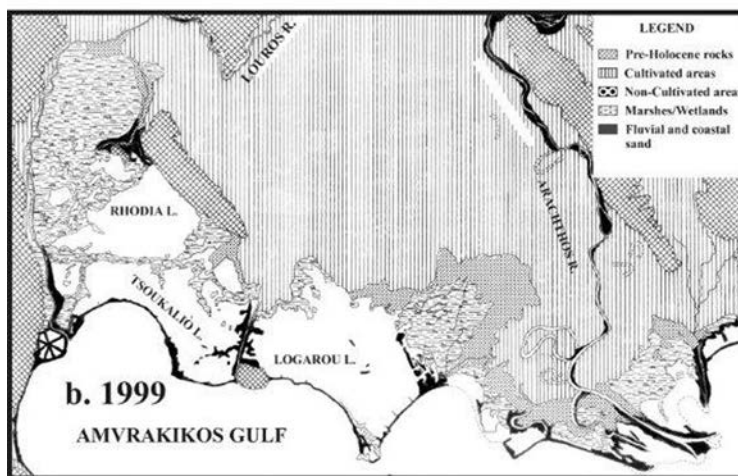 LOUROS R.
LEGEND
Pre-Holocene rocks
Cultivated areas
Non-Cultivated area
Marshes/Wetlands
Fluvial and coastal
sand
RHODIA L.
ARACHTHOS R.
TSOUKALIO L.
LOGAROU L.
b. 1999
AMVRAKIKOS GULF